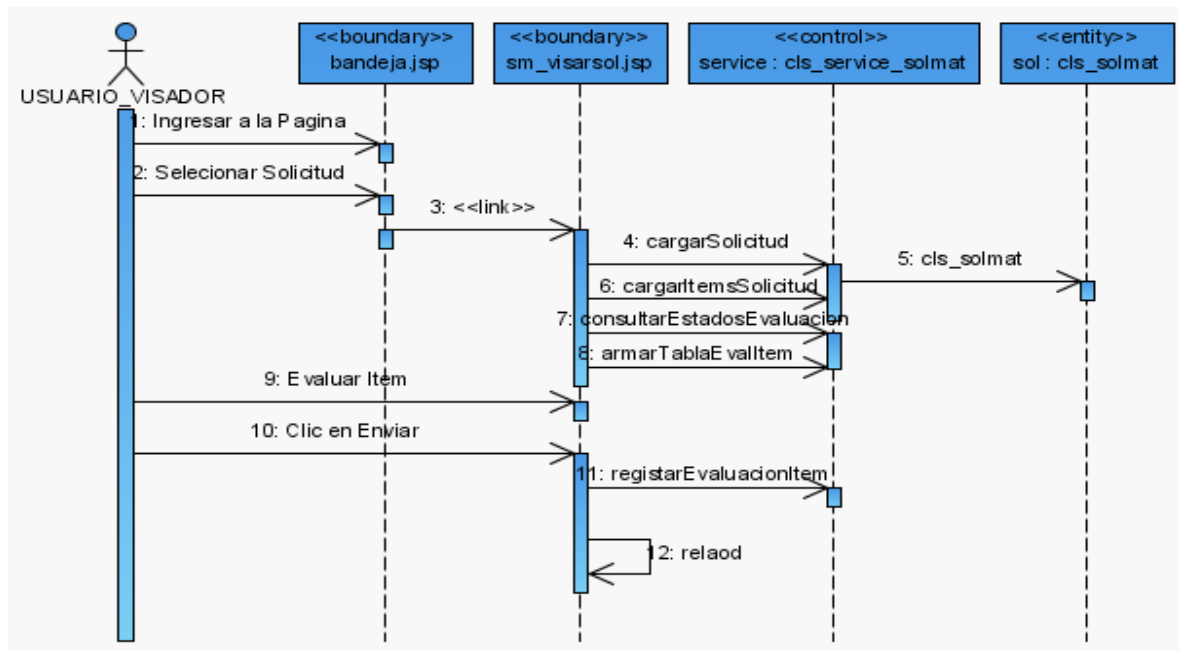 <<boundary>>
bandeja.jsp
<<boundary>>
sm_visarsol.jsp
<<control>>
service : cls_service_solmat
<<entity>>
sol : cls_solmat
USUARIO_VISADOR
1: Ingresar a la Pagina
2: Selecionar Solicitud
3: <<link>>
4: cargarSolicitud
5: cls_solmat
6: cargarItemsSolicitud
7: consultarEstadosEvaluacion
8: armarTablaEvalItem
9: Evaluar Item
10: Clic en Enviar
11: registarEvaluacionItem
12: relaod